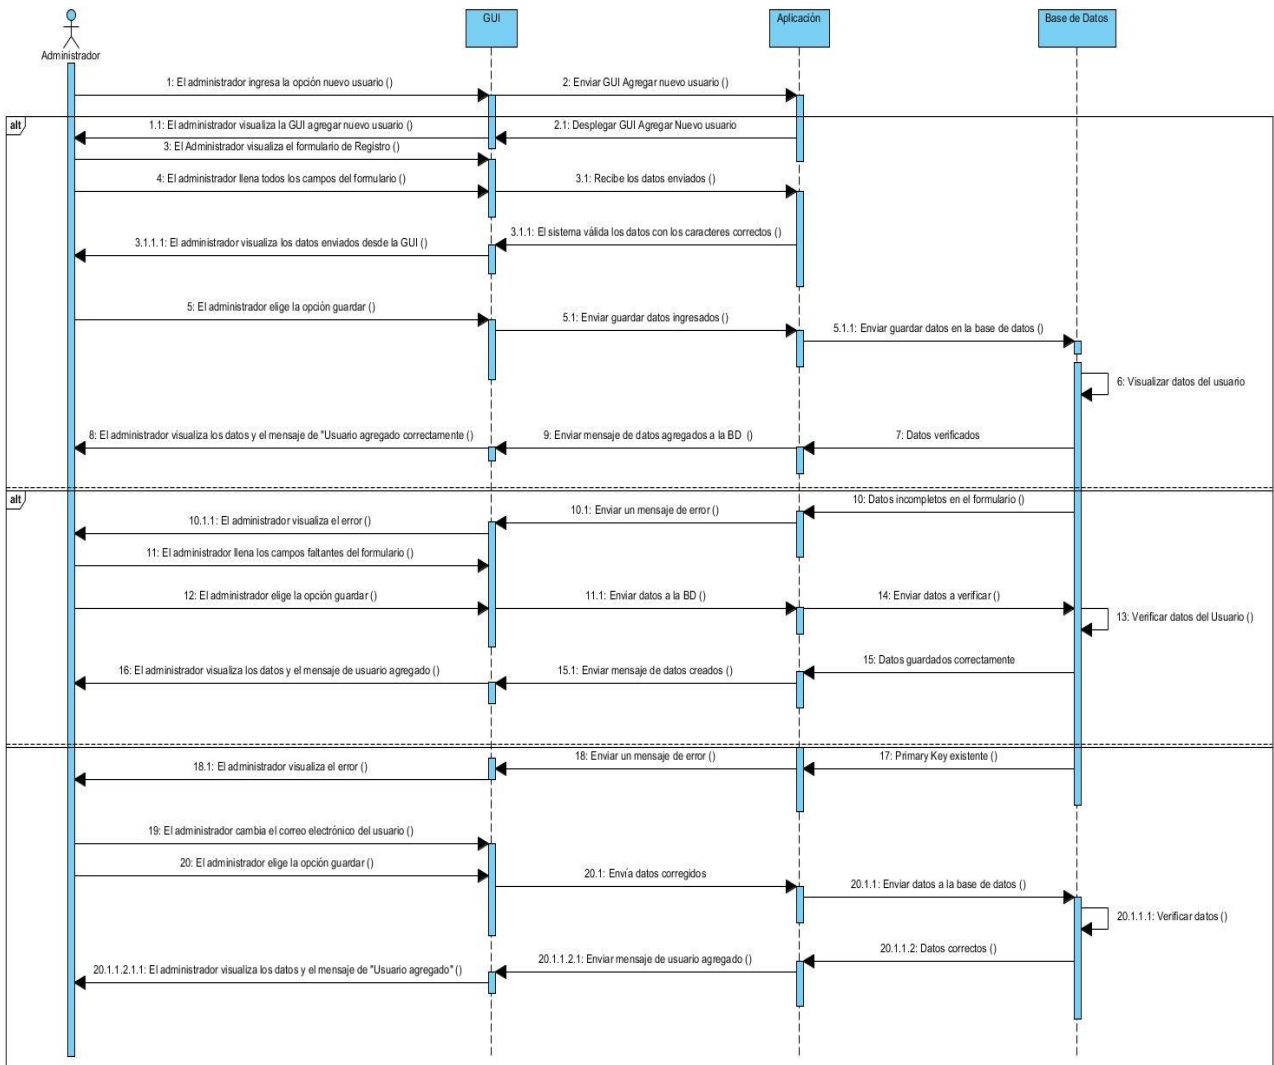 GUI
Aplicación
Base de Datos
Administrador
1: El administrador ingresa la opción nuevo usuario ()
2: Enviar GUI Agregar nuevo usuario ()
alt
1.1: El administrador visualiza la GUI agregar nuevo usuario ()
2.1: Desplegar GUI Agregar Nuevo usuario
3: El Administrador visualiza el formulario de Registro ()
4: El administrador llena todos los campos del formulario ()
3.1: Recibe los datos enviados ()
3.1.1: El sistema válida los datos con los caracteres correctos ()
3.1.1.1: El administrador visualiza los datos enviados desde la GUI ()
5: El administrador elige la opción guardar ()
5.1: Enviar guardar datos ingresados ()
5.1.1: Enviar guardar datos en la base de datos ()
6: Visualizar datos del usuario
8: El administrador visualiza los datos y el mensaje de "Usuario agregado correctamente ()
9: Enviar mensaje de datos agregados a la BD ()
7: Datos verificados
alt
10: Datos incompletos en el formulario ()
10.1: Enviar un mensaje de error ()
10.1.1: El administrador visualiza el error ()
11: El administrador llena los campos faltantes del formulario ()
12: El administrador elige la opción guardar ()
11.1: Enviar datos a la BD ()
14: Enviar datos a verificar ()
13: Verificar datos del Usuario ()
15: Datos guardados correctamente
16: El administrador visualiza los datos y el mensaje de usuario agregado ()
15.1: Enviar mensaje de datos creados ()
17: Primary Key existente ()
18: Enviar un mensaje de error ()
18.1: El administrador visualiza el error ()
19: El administrador cambia el correo electrónico del usuario ()
20: El administrador elige la opción guardar ()
20.1: Envía datos corregidos
20.1.1: Enviar datos a la base de datos ()
20.1.1.1: Verificar datos ()
20.1.1.2: Datos correctos ()
20.1.1.2.1: Enviar mensaje de usuario agregado ()
20.1.1.2.1.1: El administrador visualiza los datos y el mensaje de "Usuario agregado" ()